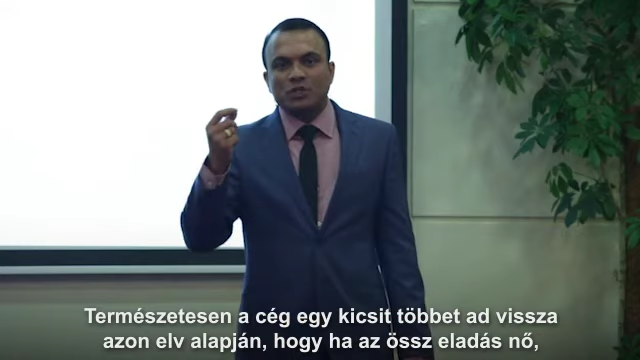 Természetesen a cég egy kicsit többet ad vissza
azon elv alapján, hogy ha az össz eladás nő,